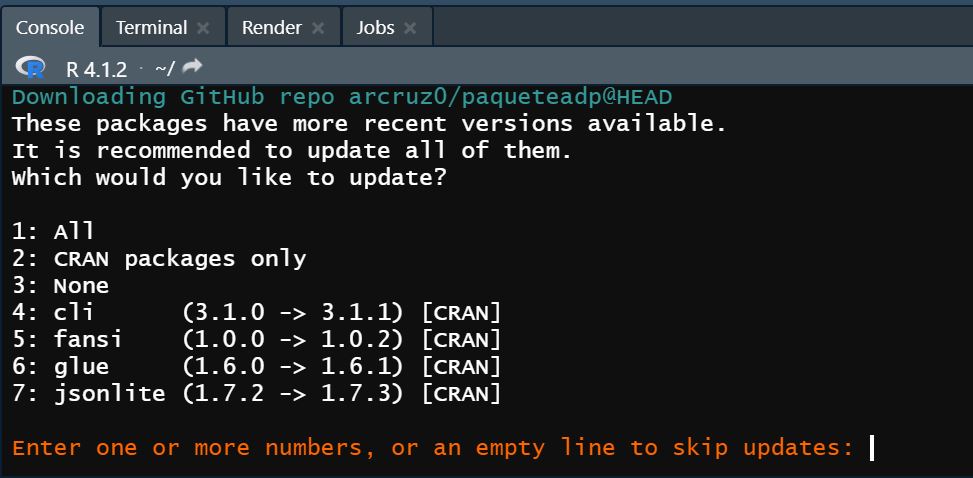 Console Terminal Render Jobs
R 4.1.2 · ~/
Downloading GitHub repo arcruz0/paqueteadp@HEAD
These packages have more recent versions available.
It is recommended to update all of them.
Which would you like to update?
1: All
2: CRAN packages only
3: None
4: cli      (3.1.0 -> 3.1.1) [CRAN]
5: fansi    (1.0.0 -> 1.0.2) [CRAN]
6: glue     (1.6.0 -> 1.6.1) [CRAN]
7: jsonlite (1.7.2 -> 1.7.3) [CRAN]
Enter one or more numbers, or an empty line to skip updates: